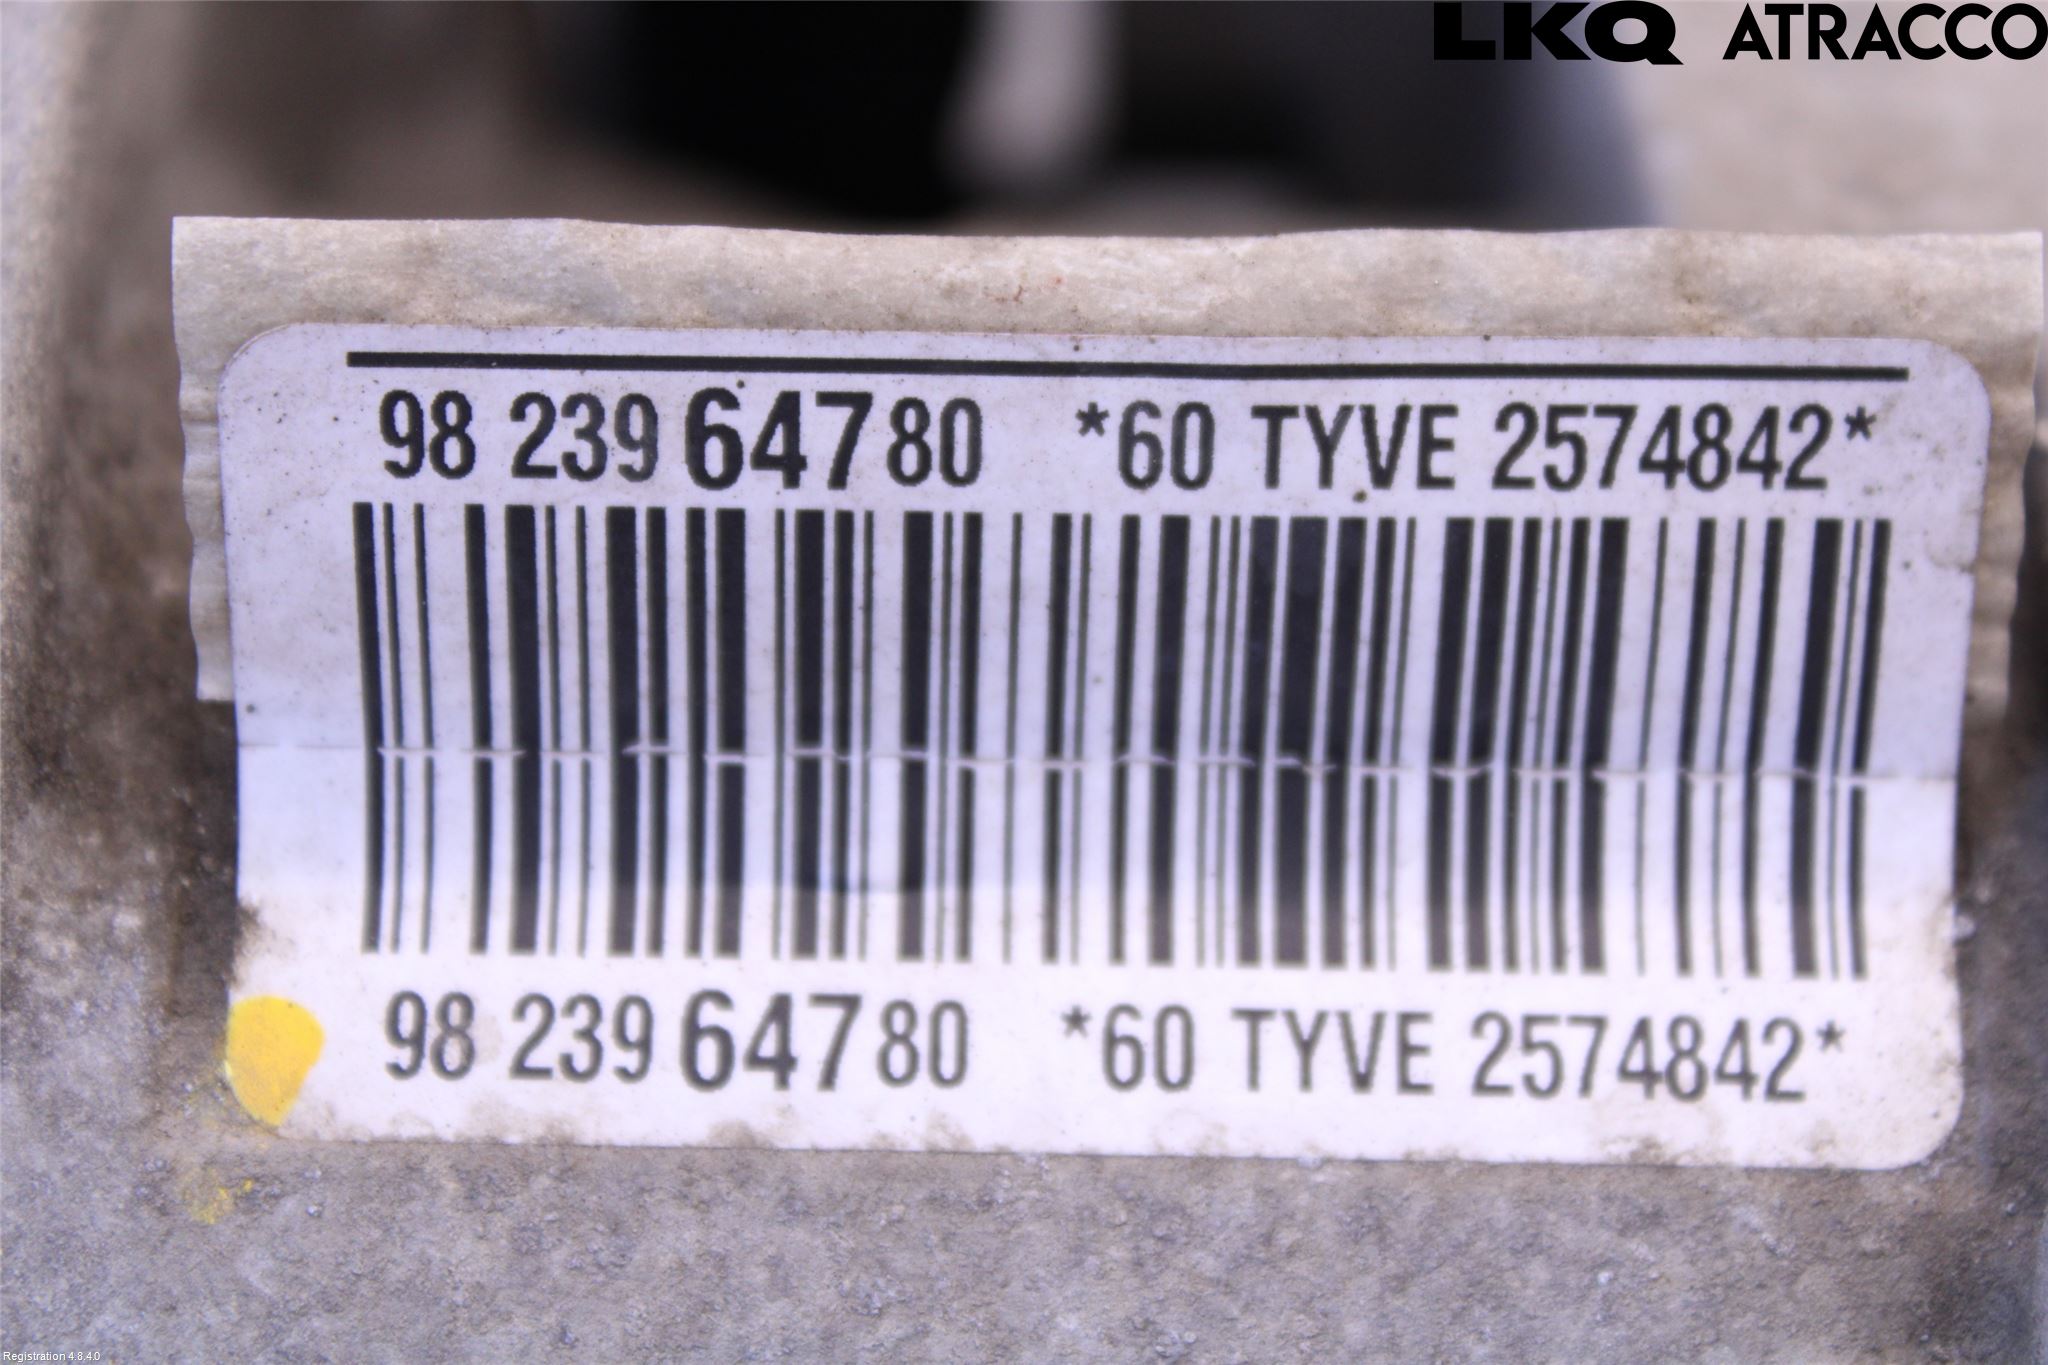 LKQ ATRACCO
98 239 647 80 *60 TYVE 2574842*
98 239 647 80 *60 TYVE 2574842*
Registration 4.8.4.0